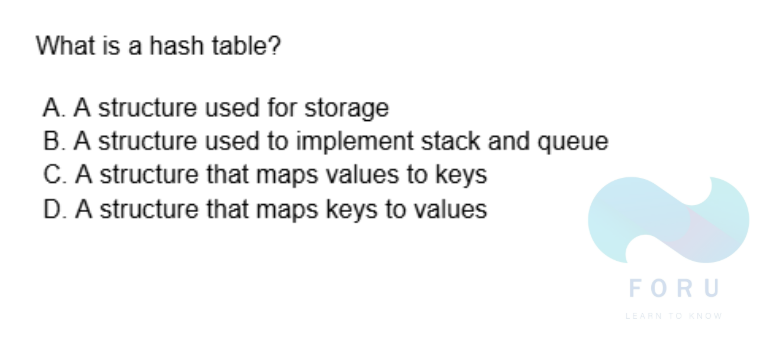 What is a hash table?
A. A structure used for storage
B. A structure used to implement stack and queue
C. A structure that maps values to keys
D. A structure that maps keys to values
FORU
LEARN TO KNOW